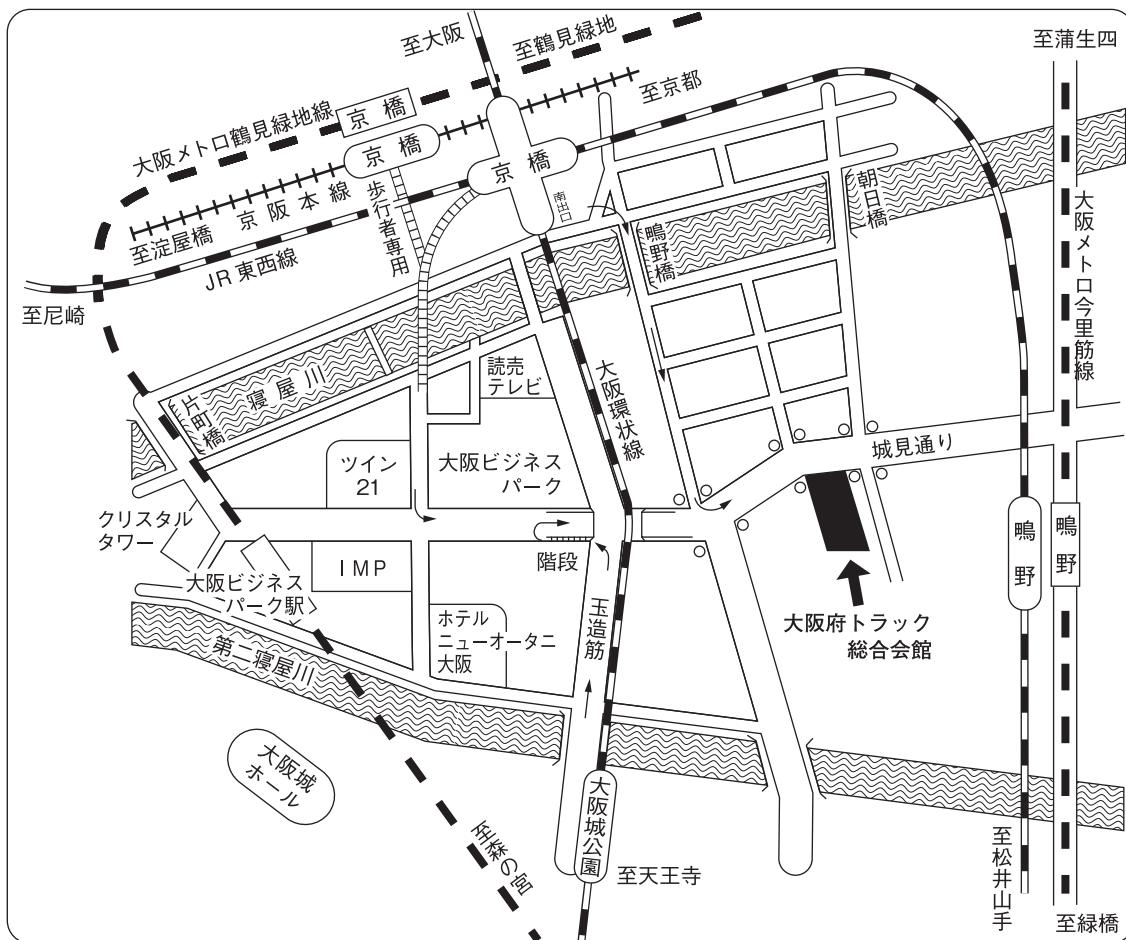 至大阪
至鶴見緑地
至蒲生四
至京都
大阪メトロ鶴見緑地線
京橋
京橋
京橋
京阪本線
至淀屋橋
JR東西線
至尼崎
歩行者専用
南出口
鴫野橋
朝日橋
大阪メトロ今里筋線
寝屋川
片町橋
読売
テレビ
大阪環状線
城見通り
ツイン
21
大阪ビジネス
パーク
クリスタル
タワー
階段
IMP
大阪ビジネス
パーク駅
鴫野
鴫野
ホテル
ニューオータニ
大阪
玉造筋
大阪府トラック
総合会館
第二寝屋川
大阪城
ホール
大阪城公園
至森の宮
至天王寺
至松井山手
至緑橋